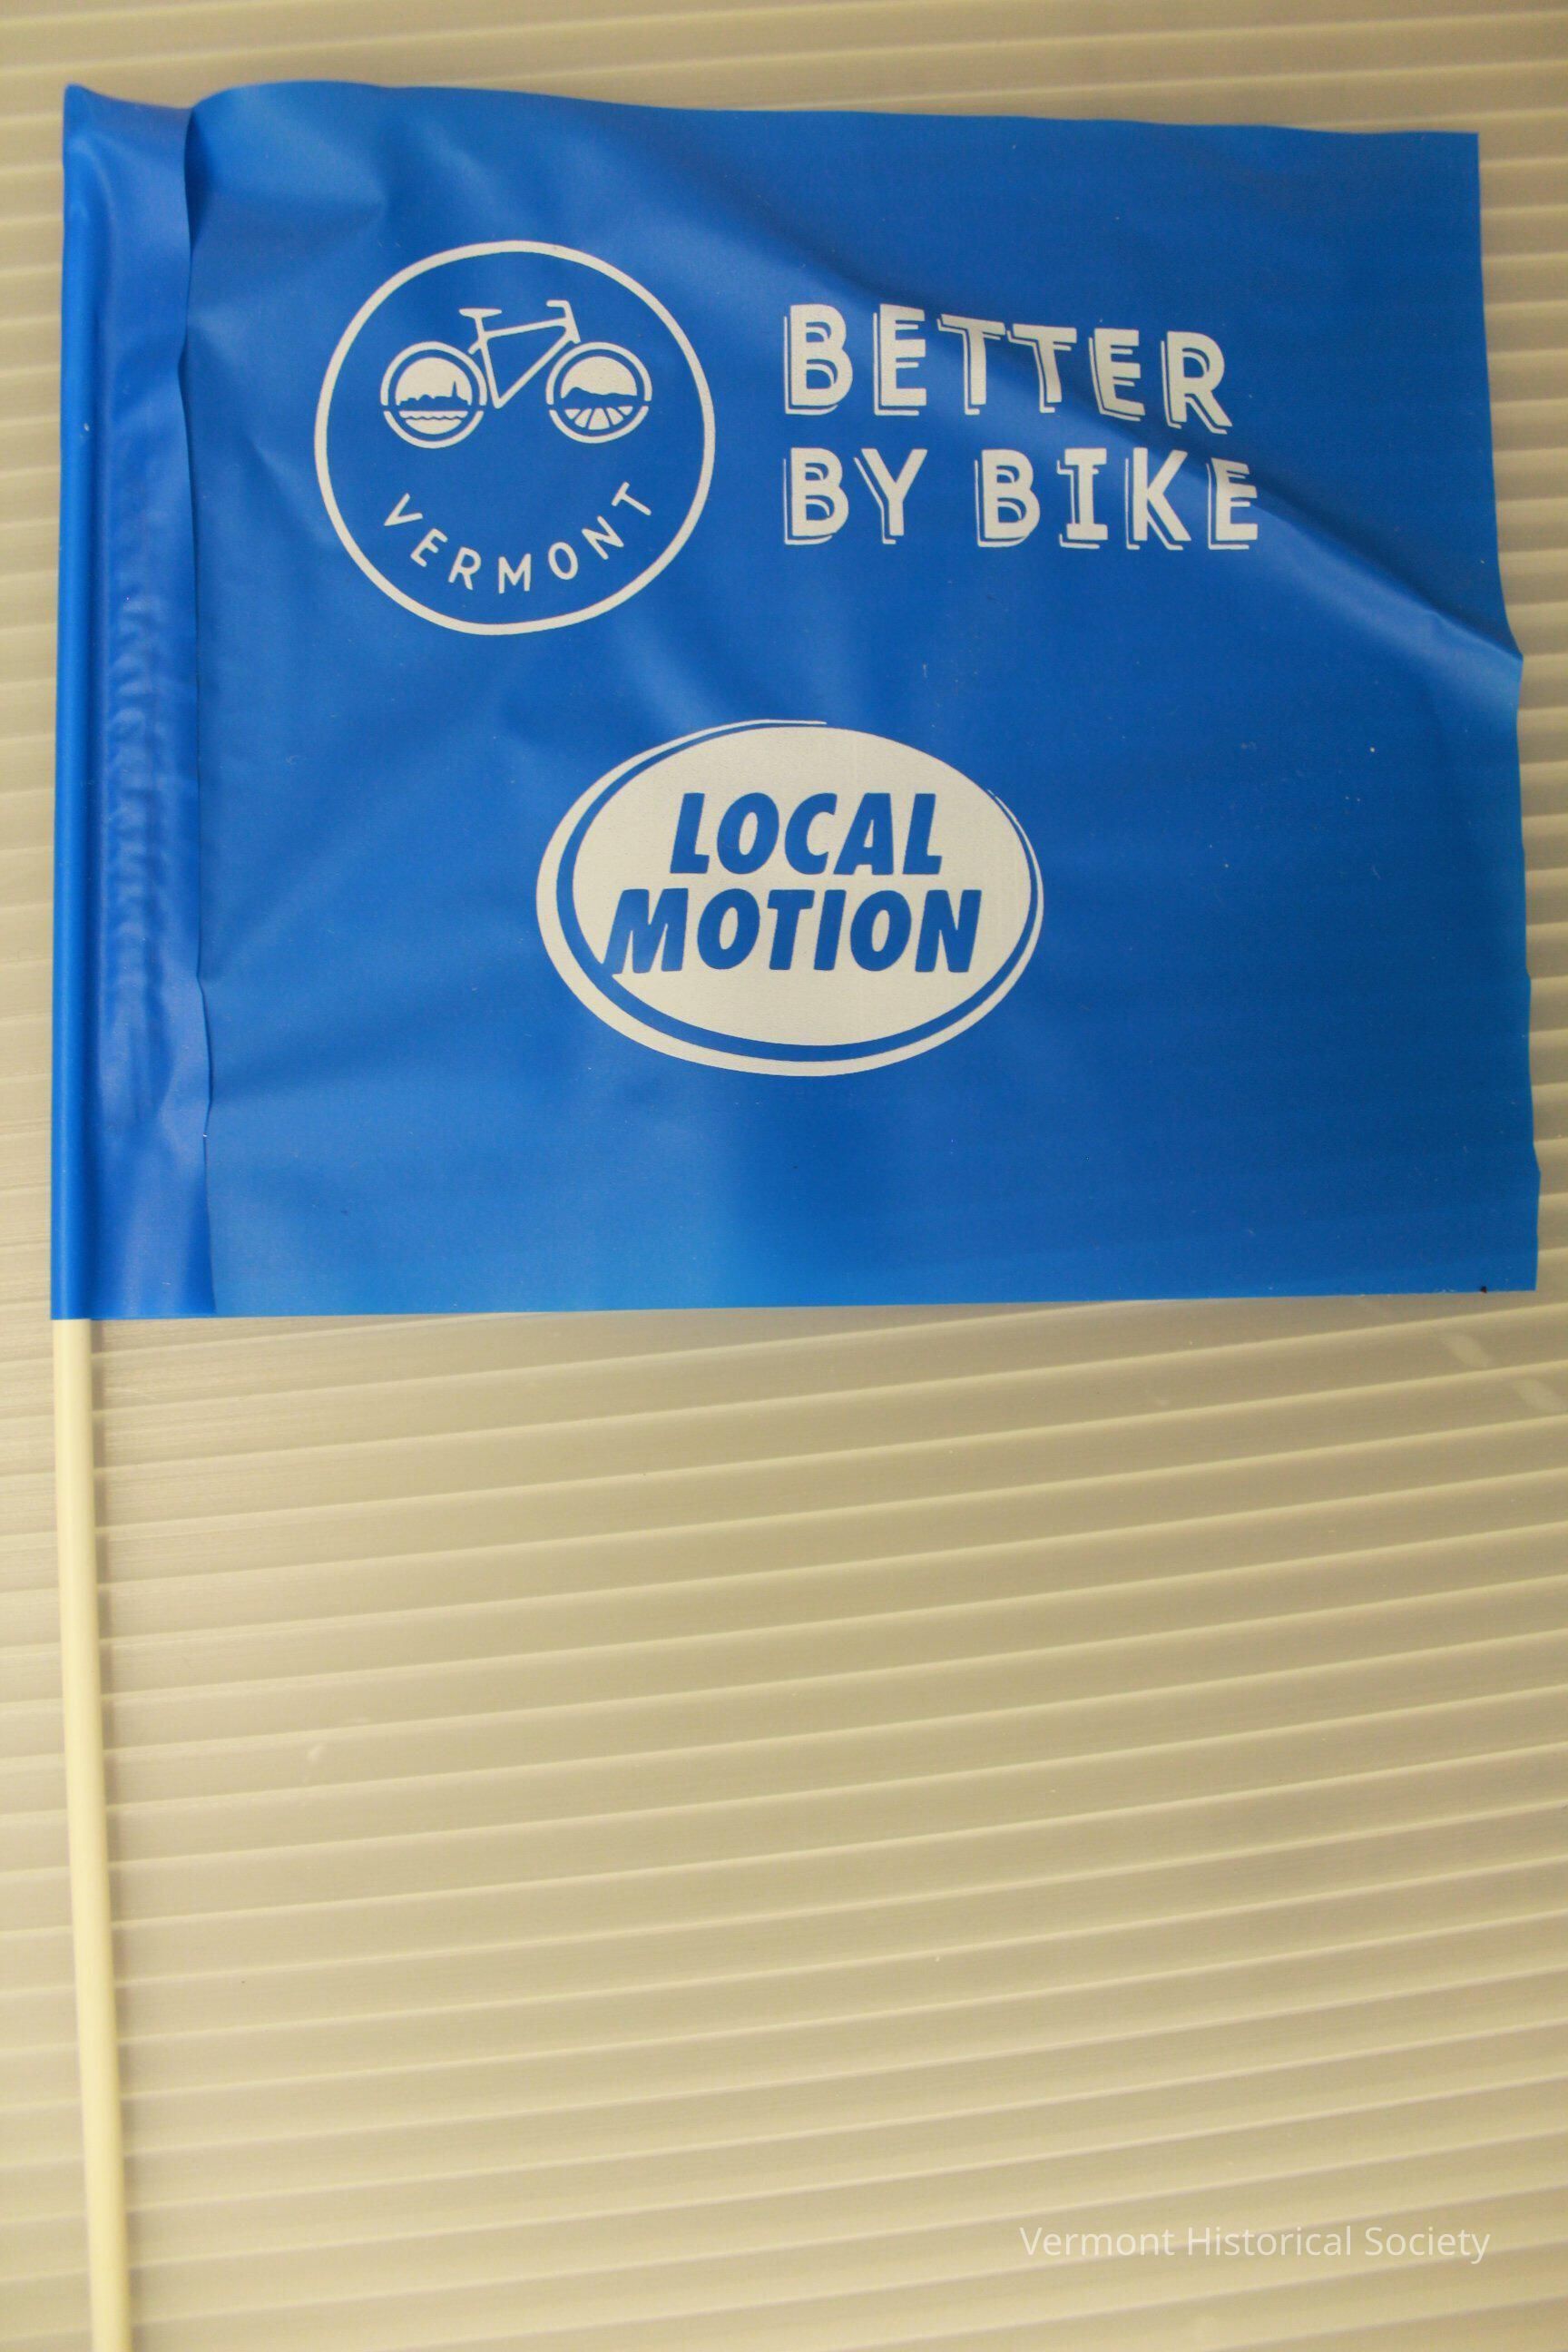 BETTER
BY BIKE
VERMONT
LOCAL
MOTION
Vermont Historical Society